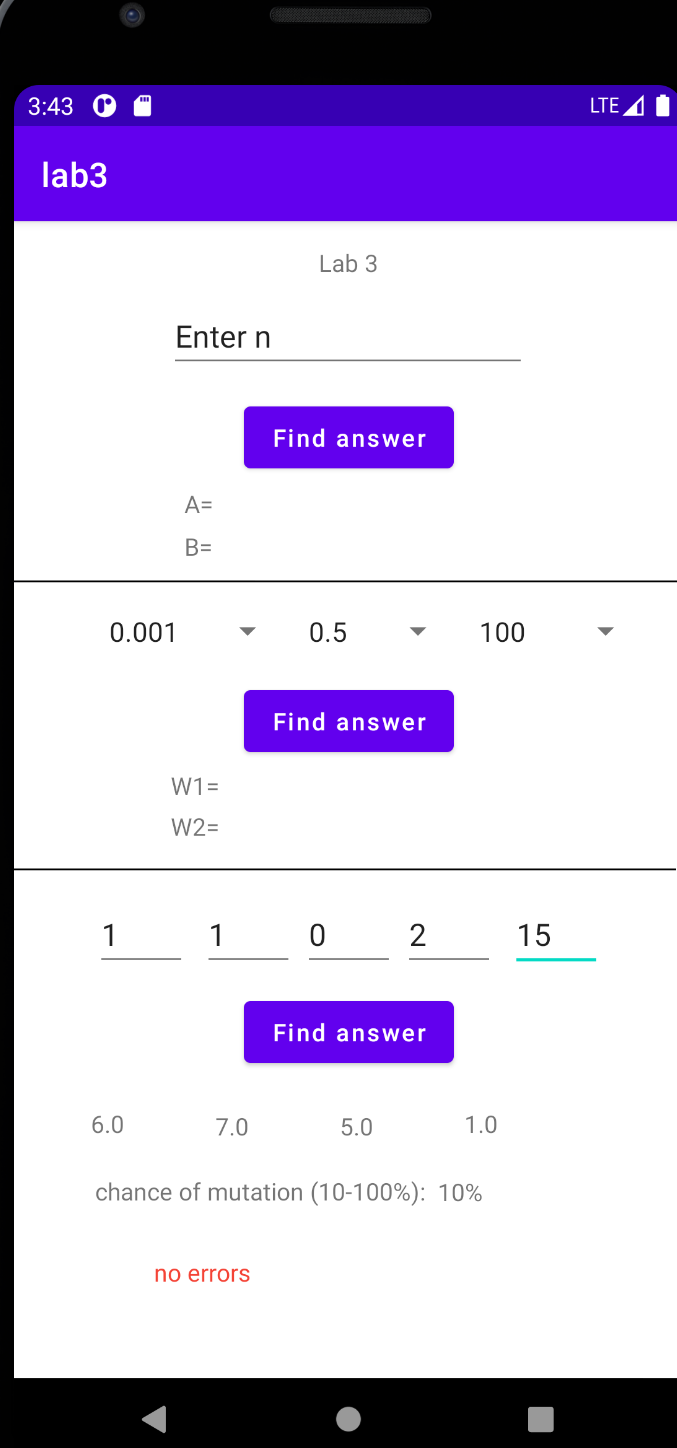 3:43 LTE
lab3
Lab 3
Enter n
Find answer
A=
B=
0.001 0.5 100
Find answer
W1=
W2=
1 1 0 2 15
Find answer
6.0 7.0 5.0 1.0
chance of mutation (10-100%): 10%
no errors